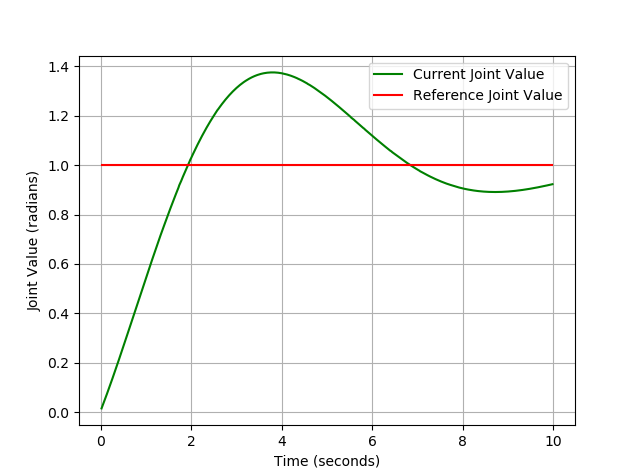 1.4
1.2
1.0
0.8
0.6
0.4
0.2
0.0
Joint Value (radians)
Current Joint Value
Reference Joint Value
0 2 4 6 8 10
Time (seconds)